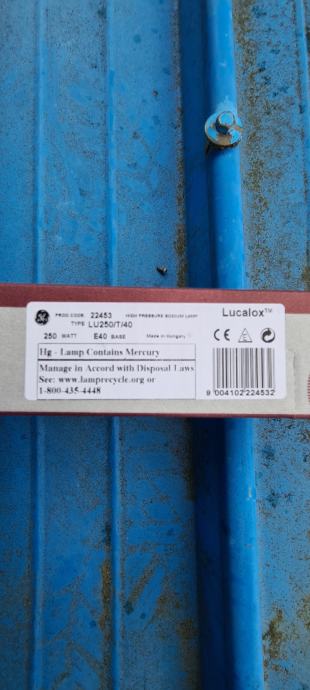 PROD.CODE 22453 HIGH PRESSURE SODIUM LAMP Lucalox™
TYPE LU250/T/40
250 WATT E40 BASE Made in Hungary
CE
Hg - Lamp Contains Mercury
Manage in Accord with Disposal Laws
See: www.lamprecycle.org or
1-800-435-4448
9 004102 224532